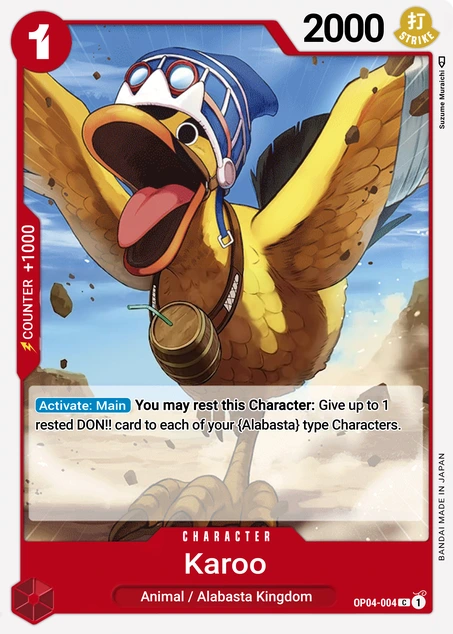 1
2000
打
STRIKE
Suzume Muraichi
COUNTER +1000
Activate: Main You may rest this Character: Give up to 1
rested DON!! card to each of your {Alabasta} type Characters.
BANDAI MADE IN JAPAN
CHARACTER
Karoo
Animal / Alabasta Kingdom
OP04-004 C 1